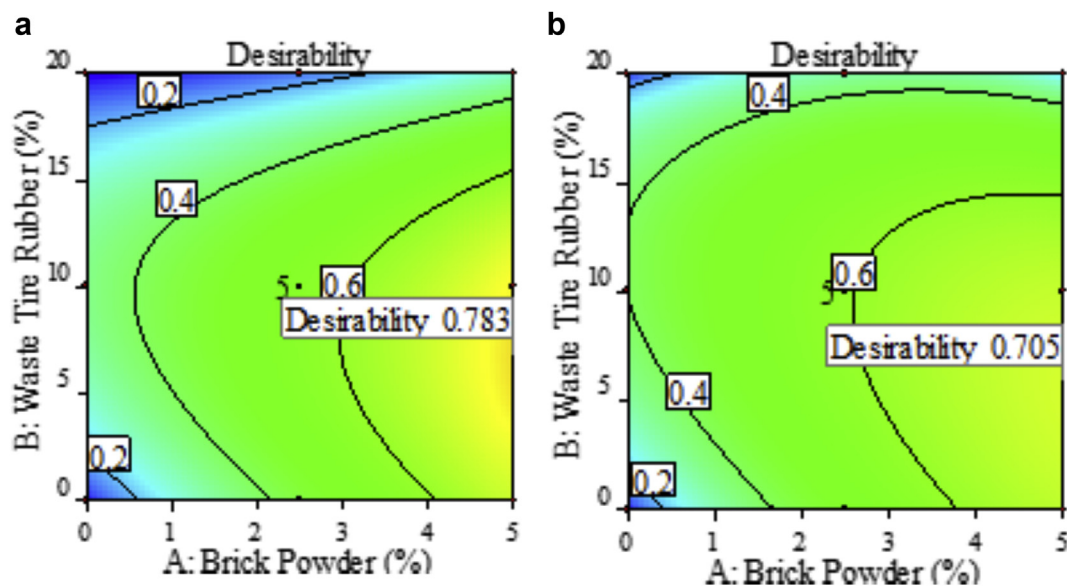 a
Desirability
B: Waste Tire Rubber (%)
20
15
10
5
0
0.2
0.4
5
0.6
Desirability 0.783
0.2
0 1 2 3 4 5
A: Brick Powder (%)
b
Desirability
B: Waste Tire Rubber (%)
20
15
10
5
0
0.4
0.6
5
Desirability 0.705
0.4
0.2
0 1 2 3 4 5
A: Brick Powder (%)